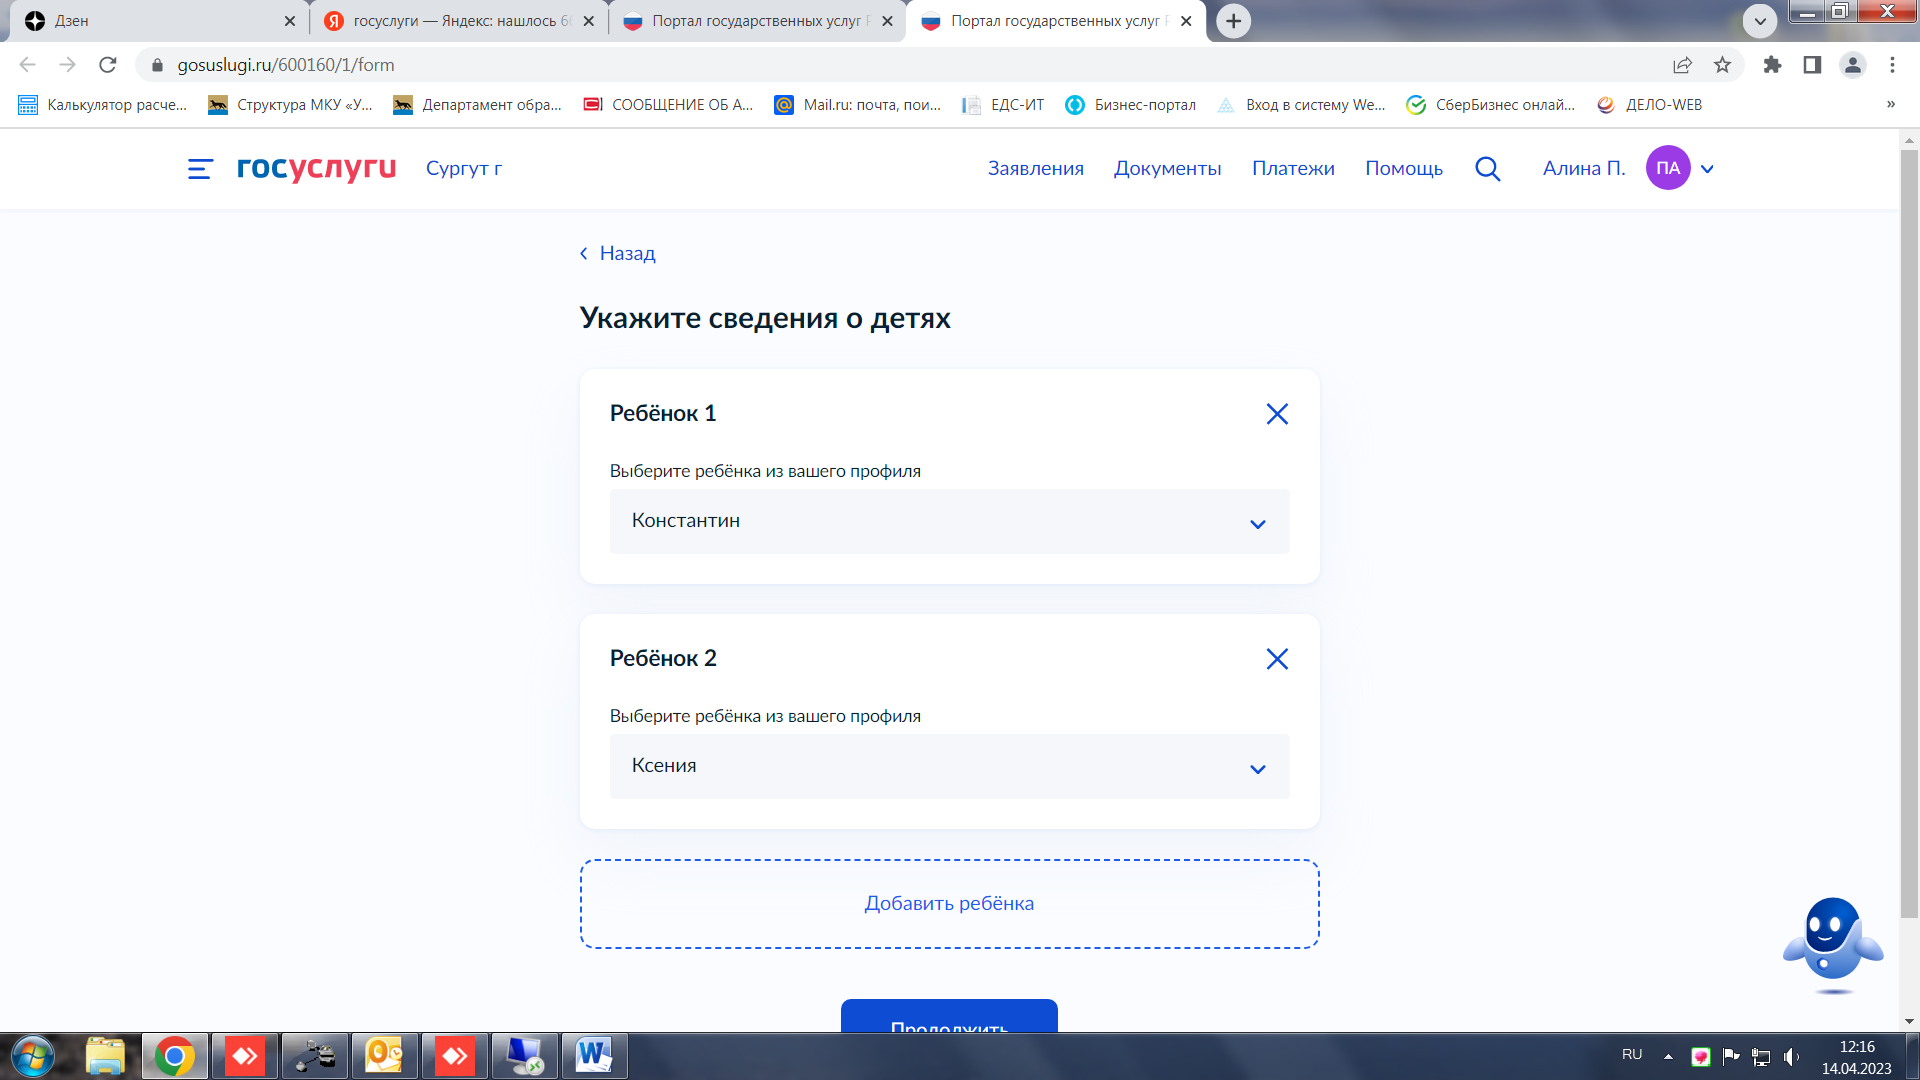 Дзен
госуслуги — Яндекс: нашлось 6
Портал государственных услуг Р
Портал государственных услуг Р
gosuslugi.ru/600160/1/form
Калькулятор расче...
Структура МКУ «У...
Департамент обра...
СООБЩЕНИЕ ОБ А...
Mail.ru: почта, пои...
ЕДС-ИТ
Бизнес-портал
Вход в систему We...
СберБизнес онлай...
ДЕЛО-WEB
»
госуслуги
Сургут г
Заявления
Документы
Платежи
Помощь
Алина П.
ПА
Назад
Укажите сведения о детях
Ребёнок 1
Выберите ребёнка из вашего профиля
Константин
Ребёнок 2
Выберите ребёнка из вашего профиля
Ксения
Добавить ребёнка
Продолжить
RU
12:16
14.04.2023